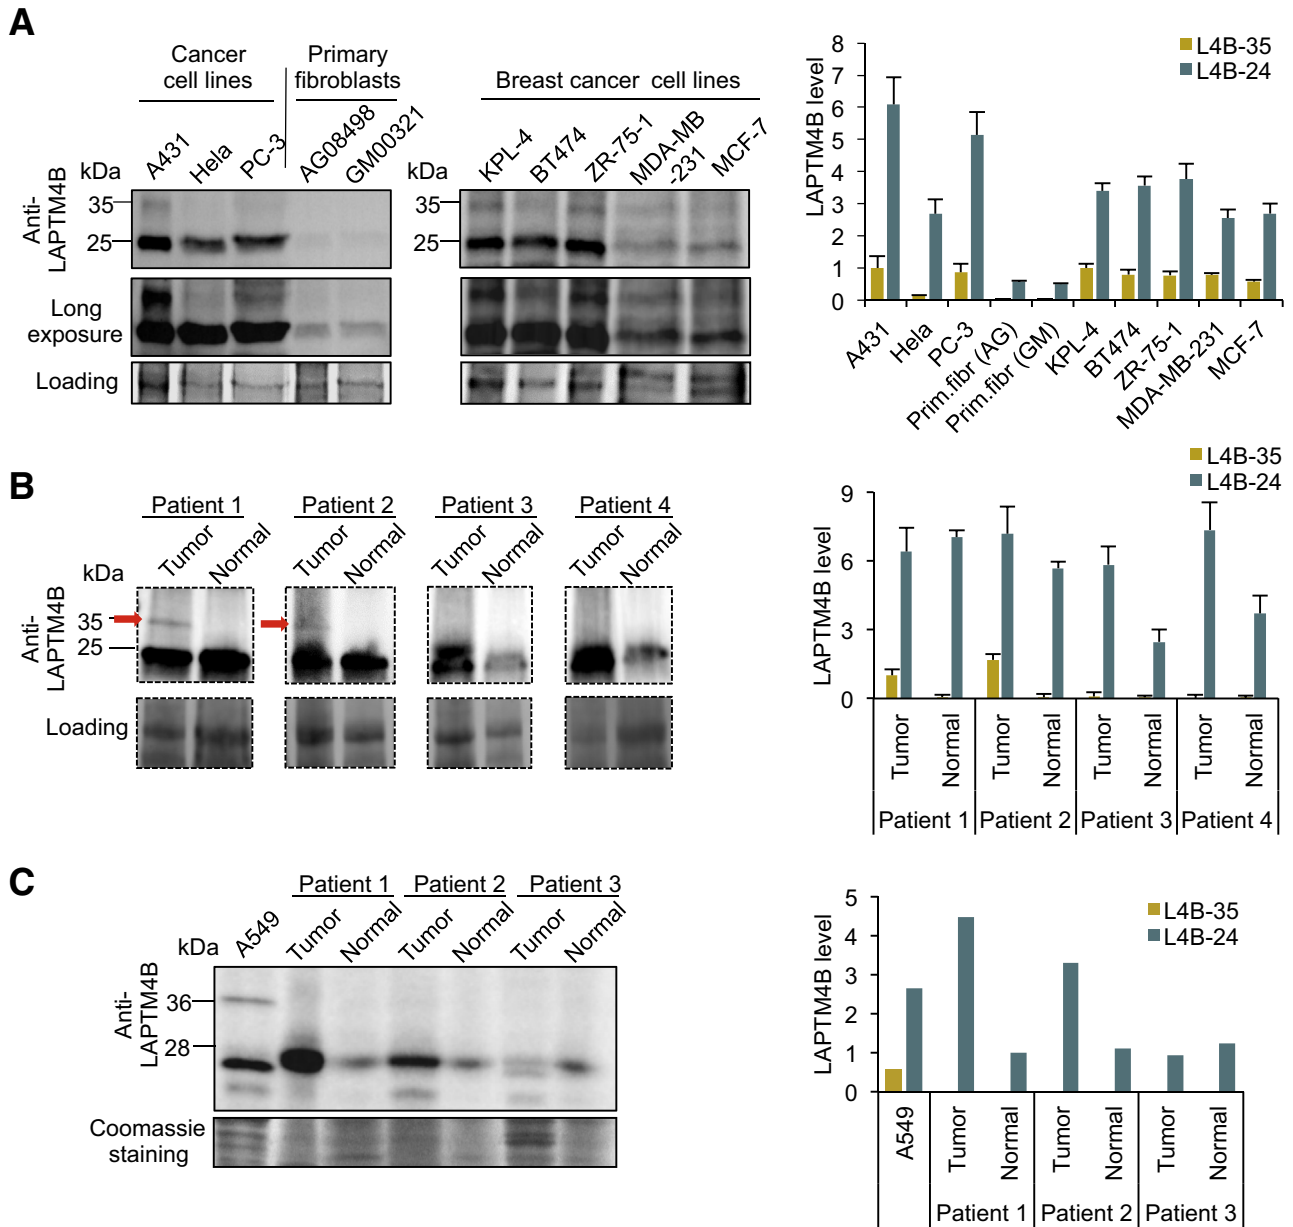 A
Cancer
cell lines
Primary
fibroblasts
Breast cancer cell lines
kDa
A431
Hela
PC-3
AG08498
GM00321
kDa
KPL-4
BT474
ZR-75-1
MDA-MB
-231
MCF-7
Anti-
LAPTM4B
35
25
35
25
Long
exposure
Loading
LAPTM4B level
8
7
6
5
4
3
2
1
0
L4B-35
L4B-24
A431
Hela
PC-3
Prim.fibr (AG)
Prim.fibr (GM)
KPL-4
BT474
ZR-75-1
MDA-MB-231
MCF-7
B
Patient 1
Patient 2
Patient 3
Patient 4
Tumor
Normal
Tumor
Normal
Tumor
Normal
Tumor
Normal
kDa
Anti-
LAPTM4B
35
25
Loading
L4B-35
L4B-24
LAPTM4B level
9
6
3
0
Tumor
Normal
Tumor
Normal
Tumor
Normal
Tumor
Normal
Patient 1
Patient 2
Patient 3
Patient 4
C
Patient 1
Patient 2
Patient 3
kDa
A549
Tumor
Normal
Tumor
Normal
Tumor
Normal
Anti-
LAPTM4B
36
28
Coomassie
staining
LAPTM4B level
5
4
3
2
1
0
L4B-35
L4B-24
A549
Tumor
Normal
Tumor
Normal
Tumor
Normal
Patient 1
Patient 2
Patient 3